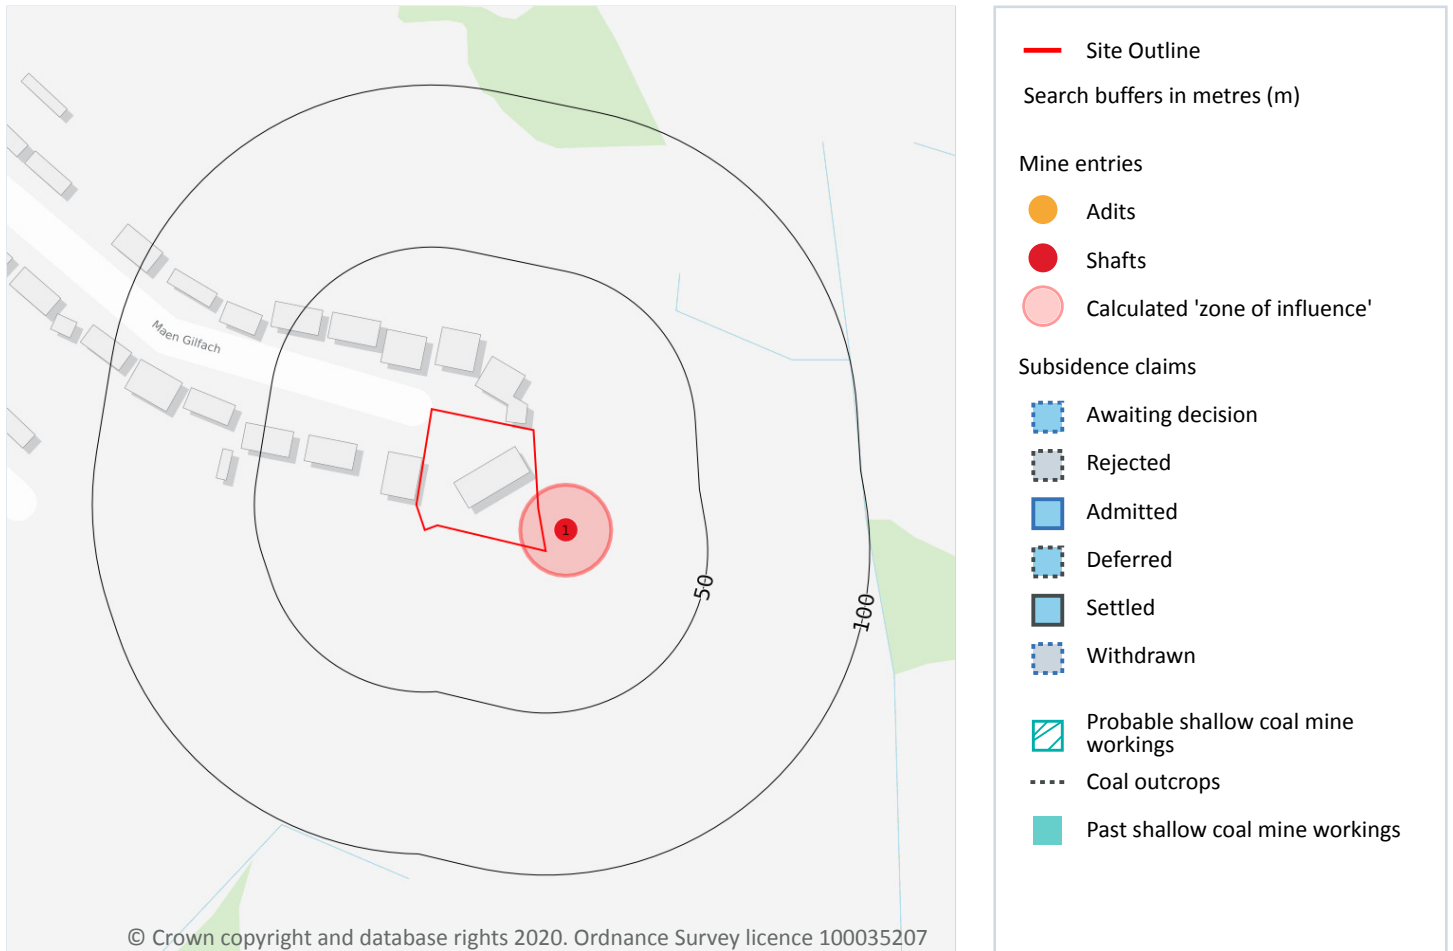 Maen Gilfach
1
50
100
© Crown copyright and database rights 2020. Ordnance Survey licence 100035207
Site Outline
Search buffers in metres (m)
Mine entries
Adits
Shafts
Calculated 'zone of influence'
Subsidence claims
Awaiting decision
Rejected
Admitted
Deferred
Settled
Withdrawn
Probable shallow coal mine
workings
Coal outcrops
Past shallow coal mine workings